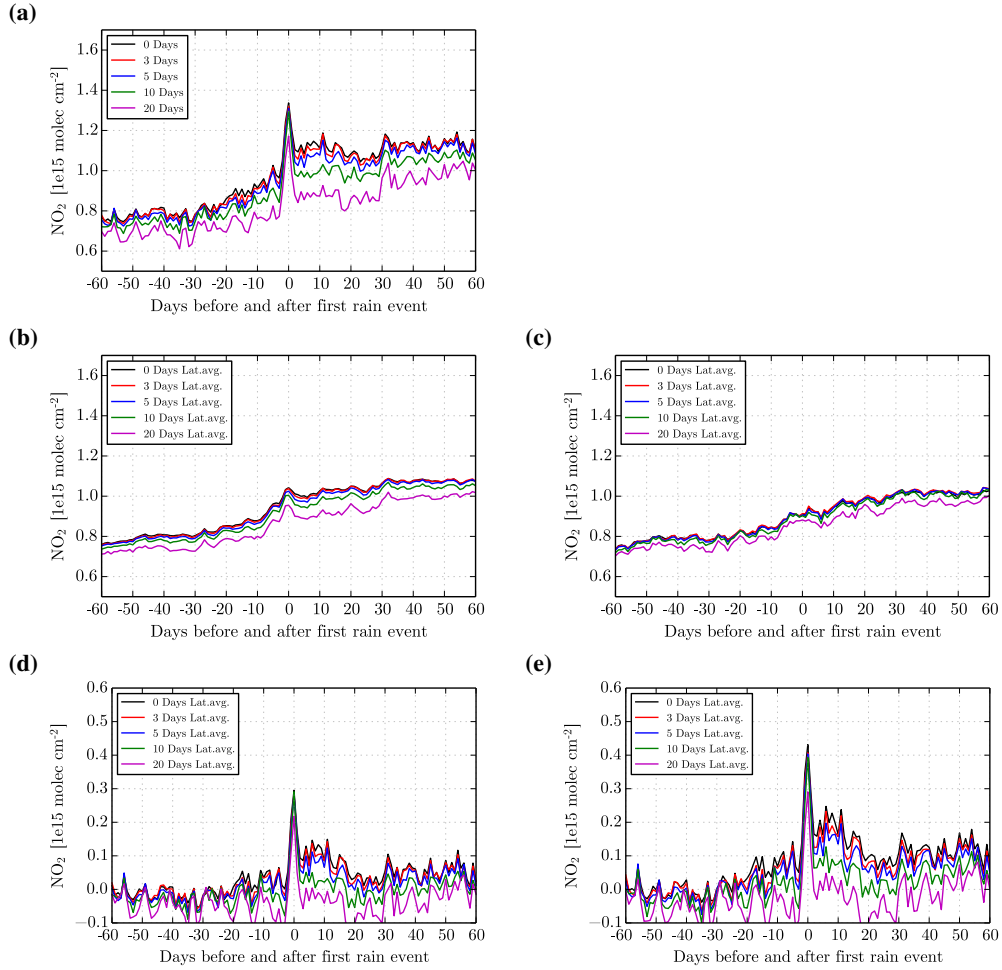 (a)
NO2 [1e15 molec cm-2]
1.6
1.4
1.2
1.0
0.8
0.6
0 Days
3 Days
5 Days
10 Days
20 Days
-60 -50 -40 -30 -20 -10 0 10 20 30 40 50 60
Days before and after first rain event
(b)
NO2 [1e15 molec cm-2]
1.6
1.4
1.2
1.0
0.8
0.6
0 Days Lat.avg.
3 Days Lat.avg.
5 Days Lat.avg.
10 Days Lat.avg.
20 Days Lat.avg.
-60 -50 -40 -30 -20 -10 0 10 20 30 40 50 60
Days before and after first rain event
(c)
NO2 [1e15 molec cm-2]
1.6
1.4
1.2
1.0
0.8
0.6
0 Days Lat.avg.
3 Days Lat.avg.
5 Days Lat.avg.
10 Days Lat.avg.
20 Days Lat.avg.
-60 -50 -40 -30 -20 -10 0 10 20 30 40 50 60
Days before and after first rain event
(d)
NO2 [1e15 molec cm-2]
0.6
0.5
0.4
0.3
0.2
0.1
0.0
−0.1
0 Days Lat.avg.
3 Days Lat.avg.
5 Days Lat.avg.
10 Days Lat.avg.
20 Days Lat.avg.
-60 -50 -40 -30 -20 -10 0 10 20 30 40 50 60
Days before and after first rain event
(e)
NO2 [1e15 molec cm-2]
0.6
0.5
0.4
0.3
0.2
0.1
0.0
−0.1
0 Days Lat.avg.
3 Days Lat.avg.
5 Days Lat.avg.
10 Days Lat.avg.
20 Days Lat.avg.
-60 -50 -40 -30 -20 -10 0 10 20 30 40 50 60
Days before and after first rain event